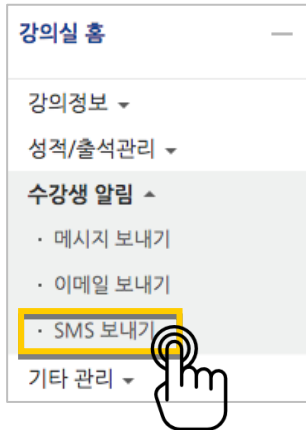 강의실 홈
강의정보
성적/출석관리
수강생 알림
· 메시지 보내기
· 이메일 보내기
· SMS 보내기
기타 관리